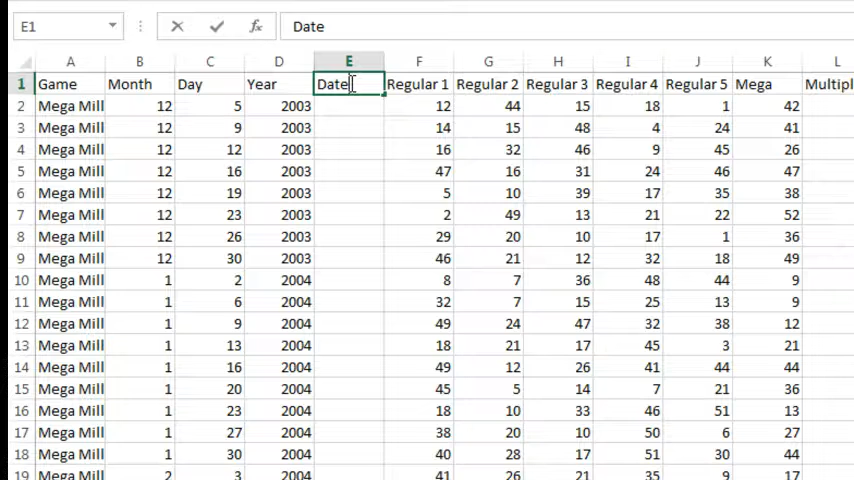 E1 fx Date
A B C D E F G H I J K L
1 Game Month Day Year Date Regular 1 Regular 2 Regular 3 Regular 4 Regular 5 Mega Multipl
2 Mega Mill 12 5 2003 12 44 15 18 1 42
3 Mega Mill 12 9 2003 14 15 48 4 24 41
4 Mega Mill 12 12 2003 16 32 46 9 45 26
5 Mega Mill 12 16 2003 47 16 31 24 46 47
6 Mega Mill 12 19 2003 5 10 39 17 35 38
7 Mega Mill 12 23 2003 2 49 13 21 22 52
8 Mega Mill 12 26 2003 29 20 10 17 1 36
9 Mega Mill 12 30 2003 46 21 12 32 18 49
10 Mega Mill 1 2 2004 8 7 36 48 44 9
11 Mega Mill 1 6 2004 32 7 15 25 13 9
12 Mega Mill 1 9 2004 49 24 47 32 38 12
13 Mega Mill 1 13 2004 18 21 17 45 3 21
14 Mega Mill 1 16 2004 49 12 26 41 44 44
15 Mega Mill 1 20 2004 45 5 14 7 21 36
16 Mega Mill 1 23 2004 18 10 33 46 51 13
17 Mega Mill 1 27 2004 38 20 10 50 6 27
18 Mega Mill 1 30 2004 40 28 17 51 30 44
19 Mega Mill 2 3 2004 41 26 21 35 9 17